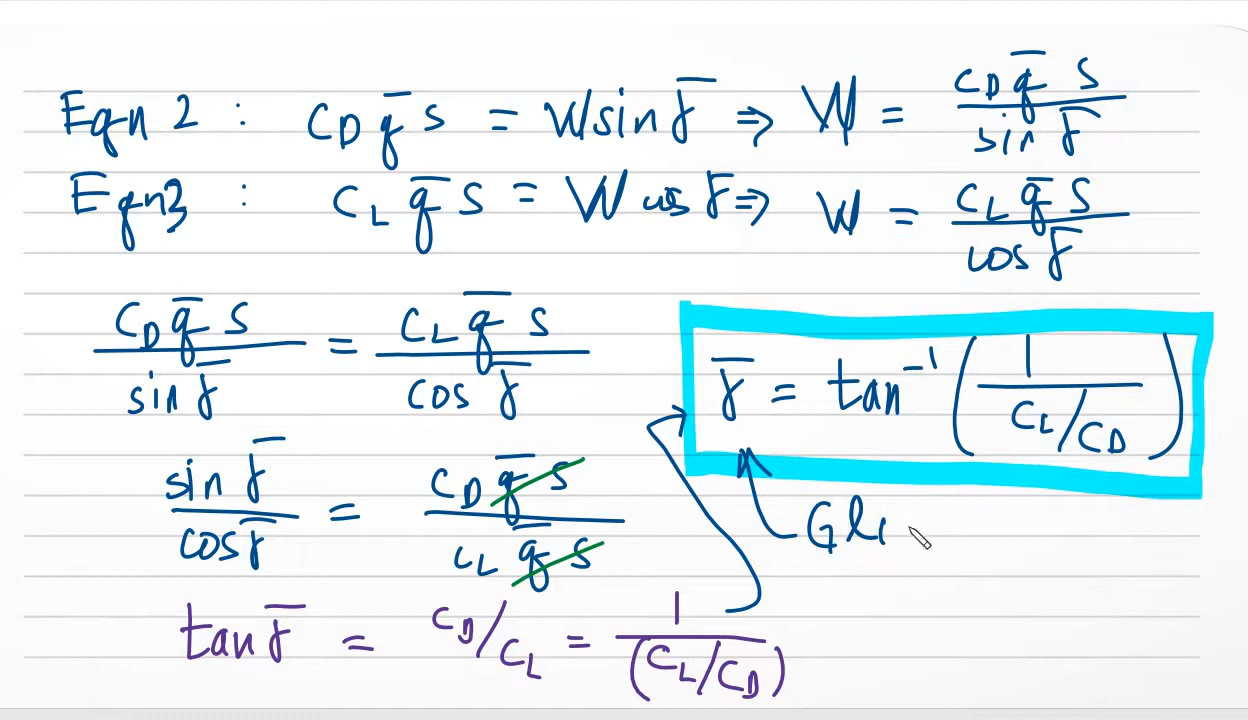 Eqn 2 : C_D q̄ S = W sin γ̄ ⇒ W = C_D q̄ S / sin γ̄
Eqn 3 : C_L q̄ S = W cos γ̄ ⇒ W = C_L q̄ S / cos γ̄
C_D q̄ S / sin γ̄ = C_L q̄ S / cos γ̄
γ̄ = tan⁻¹ ( 1 / (C_L/C_D) )
sin γ̄ / cos γ̄ = C_D q̄ S / C_L q̄ S
Gli
tan γ̄ = C_D/C_L = 1 / (C_L/C_D)